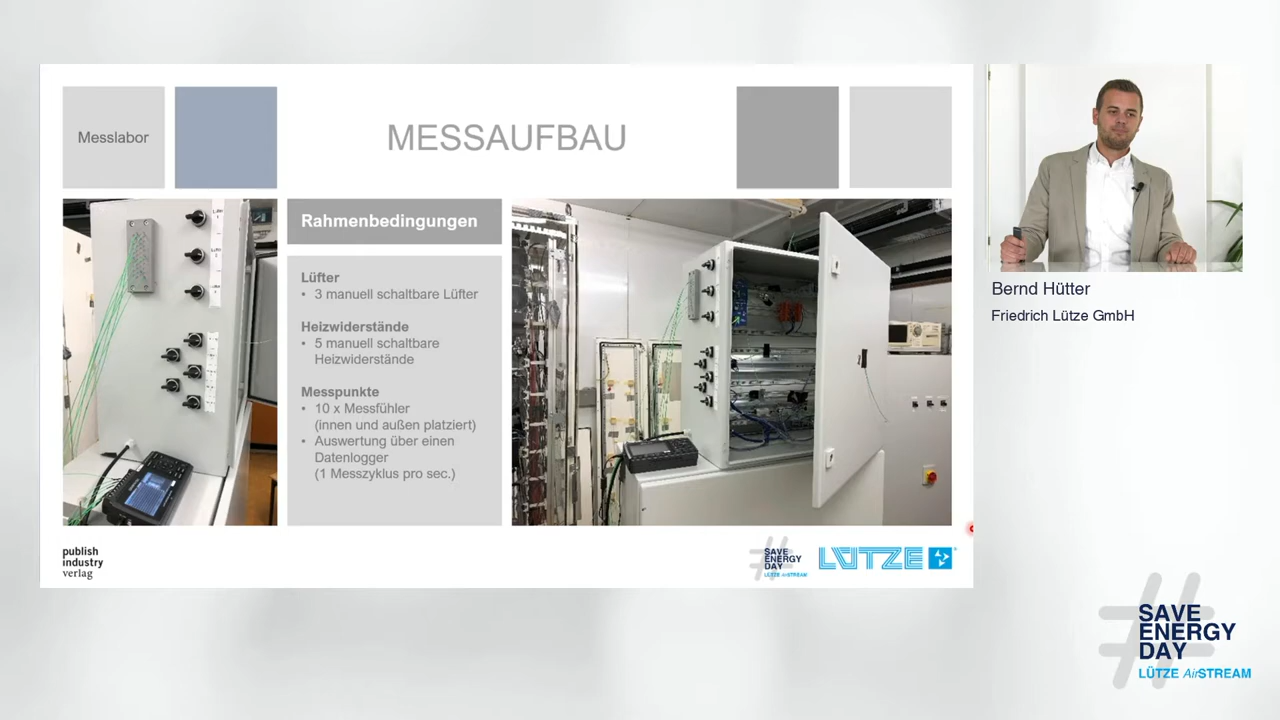 Messlabor
MESSAUFBAU
Rahmenbedingungen
Lüfter
• 3 manuell schaltbare Lüfter
Heizwiderstände
• 5 manuell schaltbare
Heizwiderstände
Messpunkte
• 10 x Messfühler
(innen und außen platziert)
• Auswertung über einen
Datenlogger
(1 Messzyklus pro sec.)
publish
industry
verlag
#
SAVE
ENERGY
DAY
LÜTZE AirSTREAM
LÜTZE
Bernd Hütter
Friedrich Lütze GmbH
#
SAVE
ENERGY
DAY
LÜTZE AirSTREAM